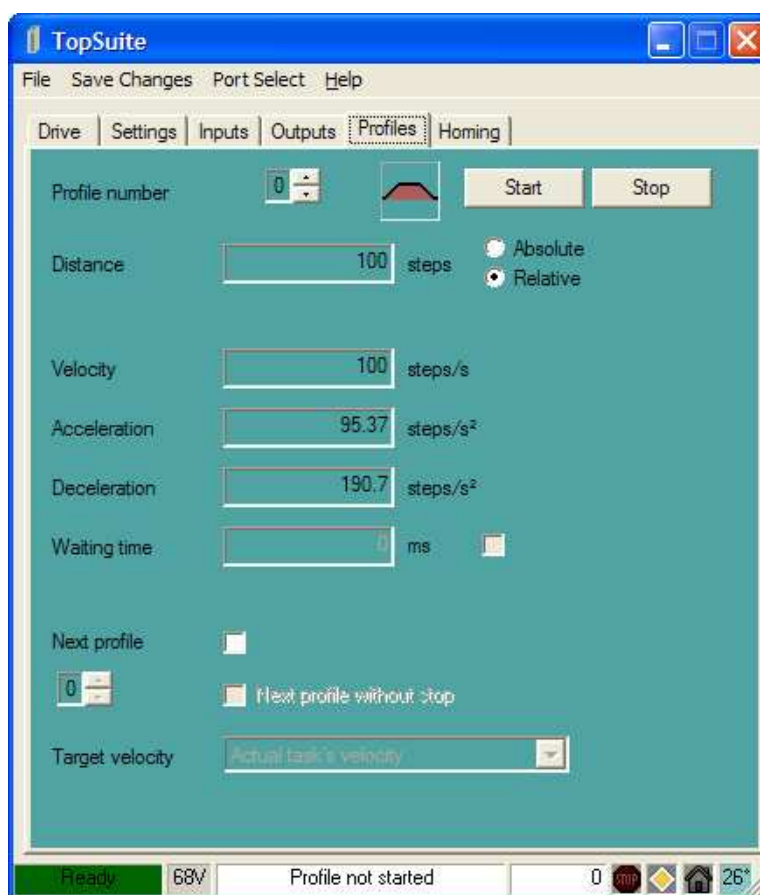 TopSuite
File Save Changes Port Select Help
Drive Settings Inputs Outputs Profiles Homing
Profile number 0 Start Stop
Distance 100 steps Absolute
Relative
Velocity 100 steps/s
Acceleration 95.37 steps/s²
Deceleration 190.7 steps/s²
Waiting time 0 ms
Next profile
0 Next profile without stop
Target velocity Actual task's velocity
Ready 68V Profile not started 0 STOP 26°